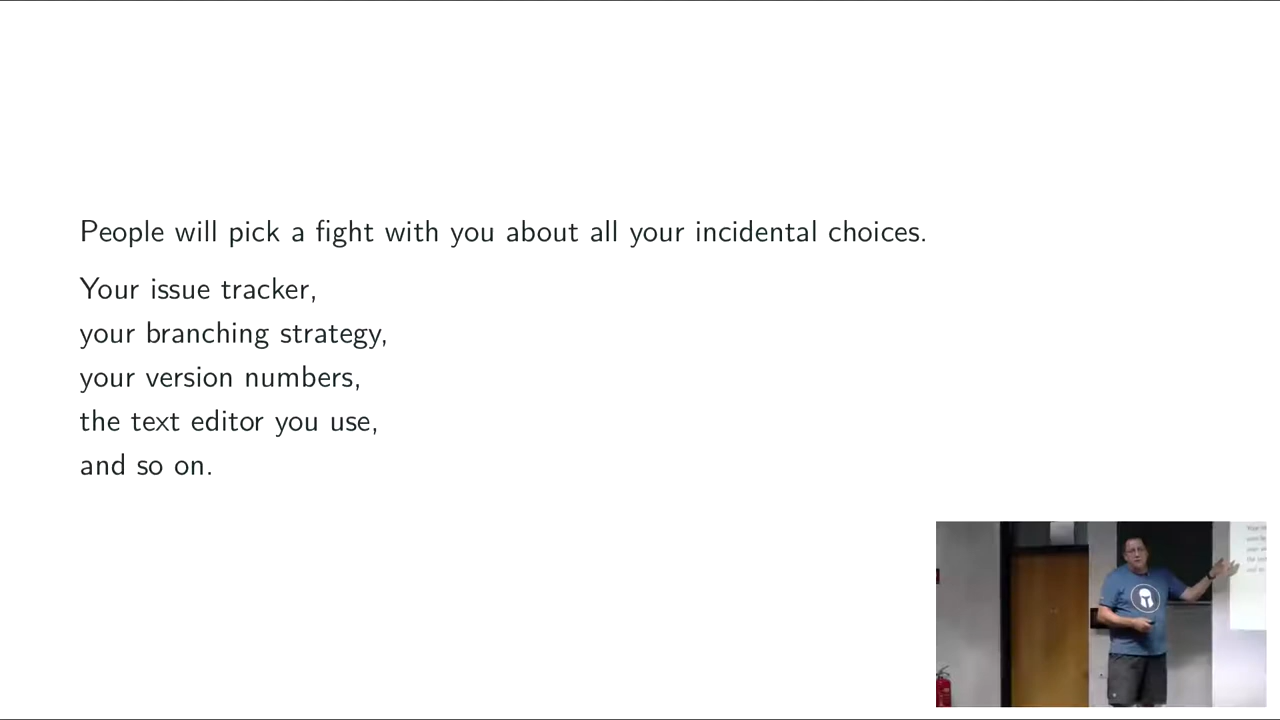 People will pick a fight with you about all your incidental choices.
Your issue tracker,
your branching strategy,
your version numbers,
the text editor you use,
and so on.